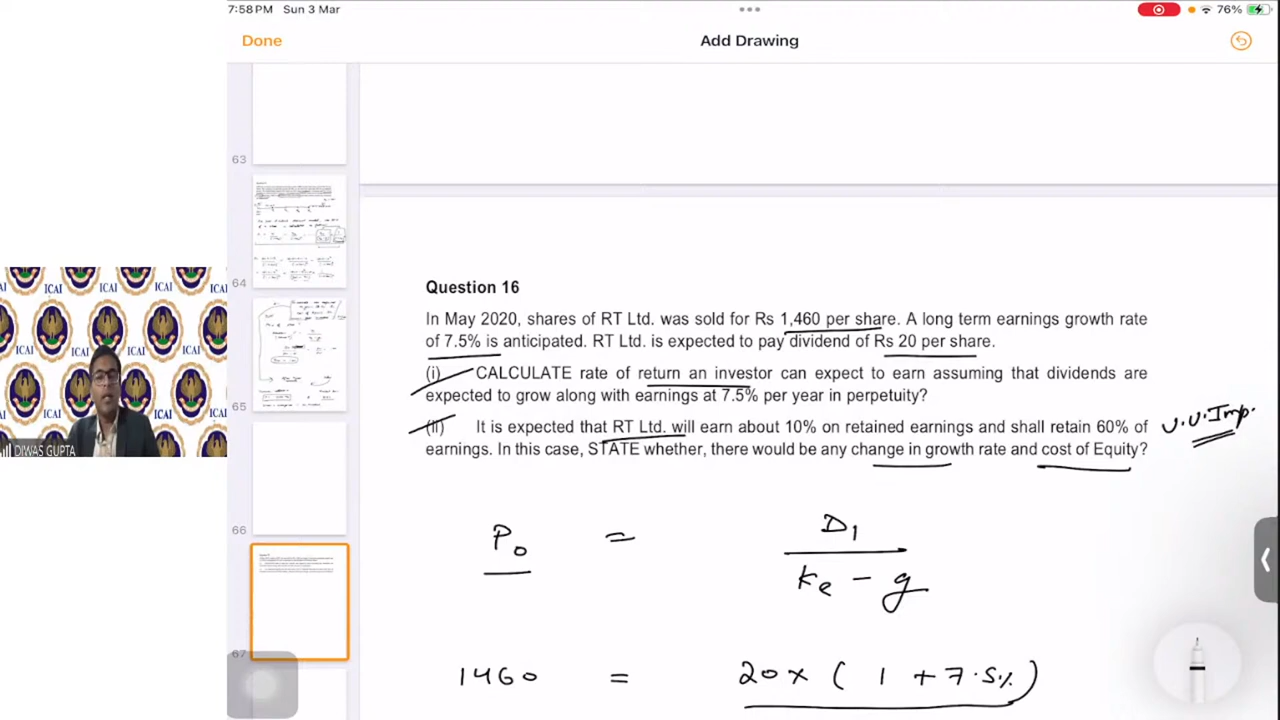 7:58 PM Sun 3 Mar
76%
Done
Add Drawing
63
64
65
66
67
ICAI ICAI
DIWAS GUPTA
Question 16
In May 2020, shares of RT Ltd. was sold for Rs 1,460 per share. A long term earnings growth rate
of 7.5% is anticipated. RT Ltd. is expected to pay dividend of Rs 20 per share.
(i) CALCULATE rate of return an investor can expect to earn assuming that dividends are
expected to grow along with earnings at 7.5% per year in perpetuity?
(ii) It is expected that RT Ltd. will earn about 10% on retained earnings and shall retain 60% of
earnings. In this case, STATE whether, there would be any change in growth rate and cost of Equity?
V.V.Imp.
P0 = D1
ke - g
1460 = 20x ( 1 + 7.5% )